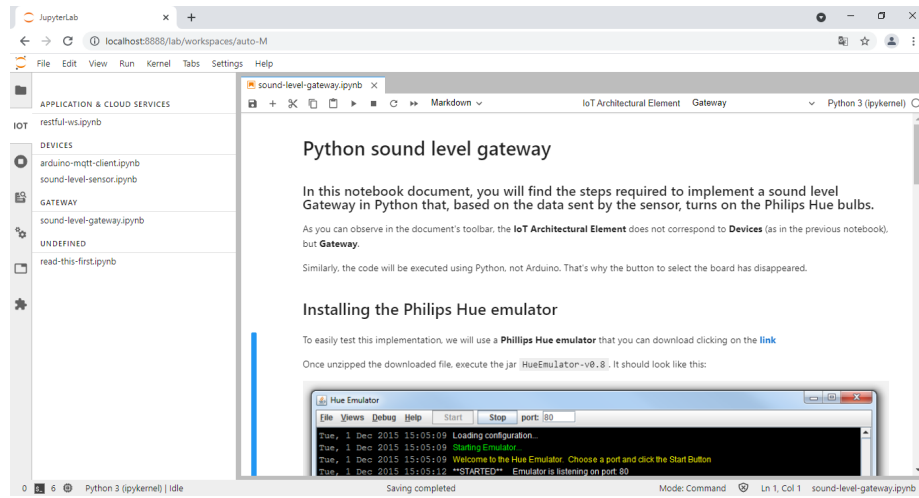 JupyterLab
localhost:8888/lab/workspaces/auto-M
File Edit View Run Kernel Tabs Settings Help
sound-level-gateway.ipynb
APPLICATION & CLOUD SERVICES
restful-ws.ipynb
IOT
DEVICES
arduino-mqtt-client.ipynb
sound-level-sensor.ipynb
GATEWAY
sound-level-gateway.ipynb
UNDEFINED
read-this-first.ipynb
Markdown IoT Architectural Element Gateway Python 3 (ipykernel)
Python sound level gateway
In this notebook document, you will find the steps required to implement a sound level
Gateway in Python that, based on the data sent by the sensor, turns on the Philips Hue bulbs.
As you can observe in the document's toolbar, the IoT Architectural Element does not correspond to Devices (as in the previous notebook),
but Gateway.
Similarly, the code will be executed using Python, not Arduino. That's why the button to select the board has disappeared.
Installing the Philips Hue emulator
To easily test this implementation, we will use a Phillips Hue emulator that you can download clicking on the link
Once unzipped the downloaded file, execute the jar HueEmulator-v0.8 . It should look like this:
Hue Emulator
File Views Debug Help Start Stop port: 80
Tue, 1 Dec 2015 15:05:09 Loading configuration...
Tue, 1 Dec 2015 15:05:09 Starting Emulator...
Tue, 1 Dec 2015 15:05:09 Welcome to the Hue Emulator. Choose a port and click the Start Button
Tue, 1 Dec 2015 15:05:12 **STARTED** Emulator is listening on port: 80
0 6 Python 3 (ipykernel) | Idle Saving completed Mode: Command Ln 1, Col 1 sound-level-gateway.ipynb